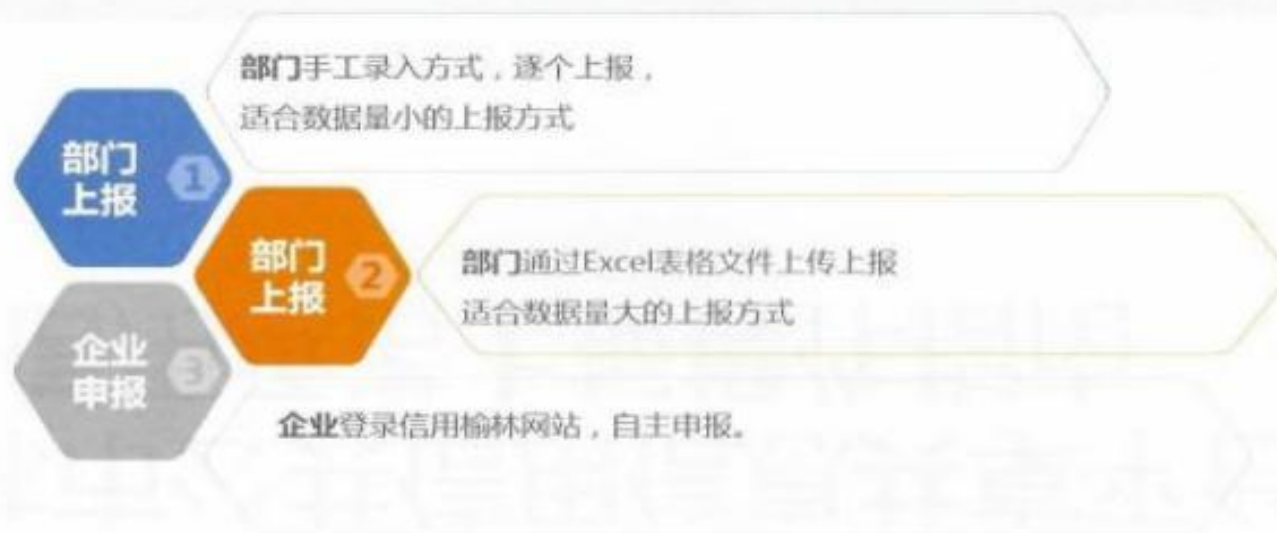 部门手工录入方式，逐个上报，
适合数据量小的上报方式
部门
上报
1
部门
上报
2
部门通过Excel表格文件上传上报
适合数据量大的上报方式
企业
申报
3
企业登录信用榆林网站，自主申报。